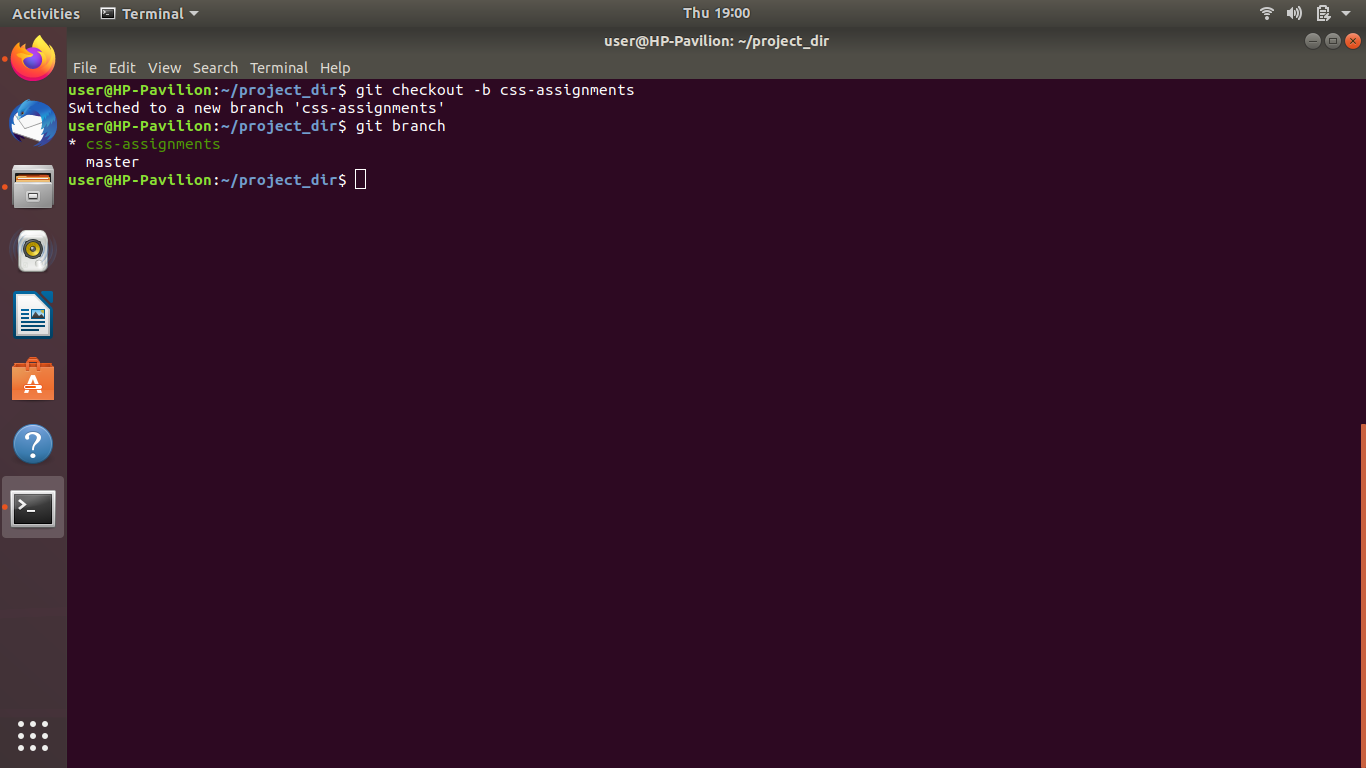 Activities Terminal Thu 19:00
user@HP-Pavilion: ~/project_dir
File Edit View Search Terminal Help
user@HP-Pavilion:~/project_dir$ git checkout -b css-assignments
Switched to a new branch 'css-assignments'
user@HP-Pavilion:~/project_dir$ git branch
* css-assignments
master
user@HP-Pavilion:~/project_dir$